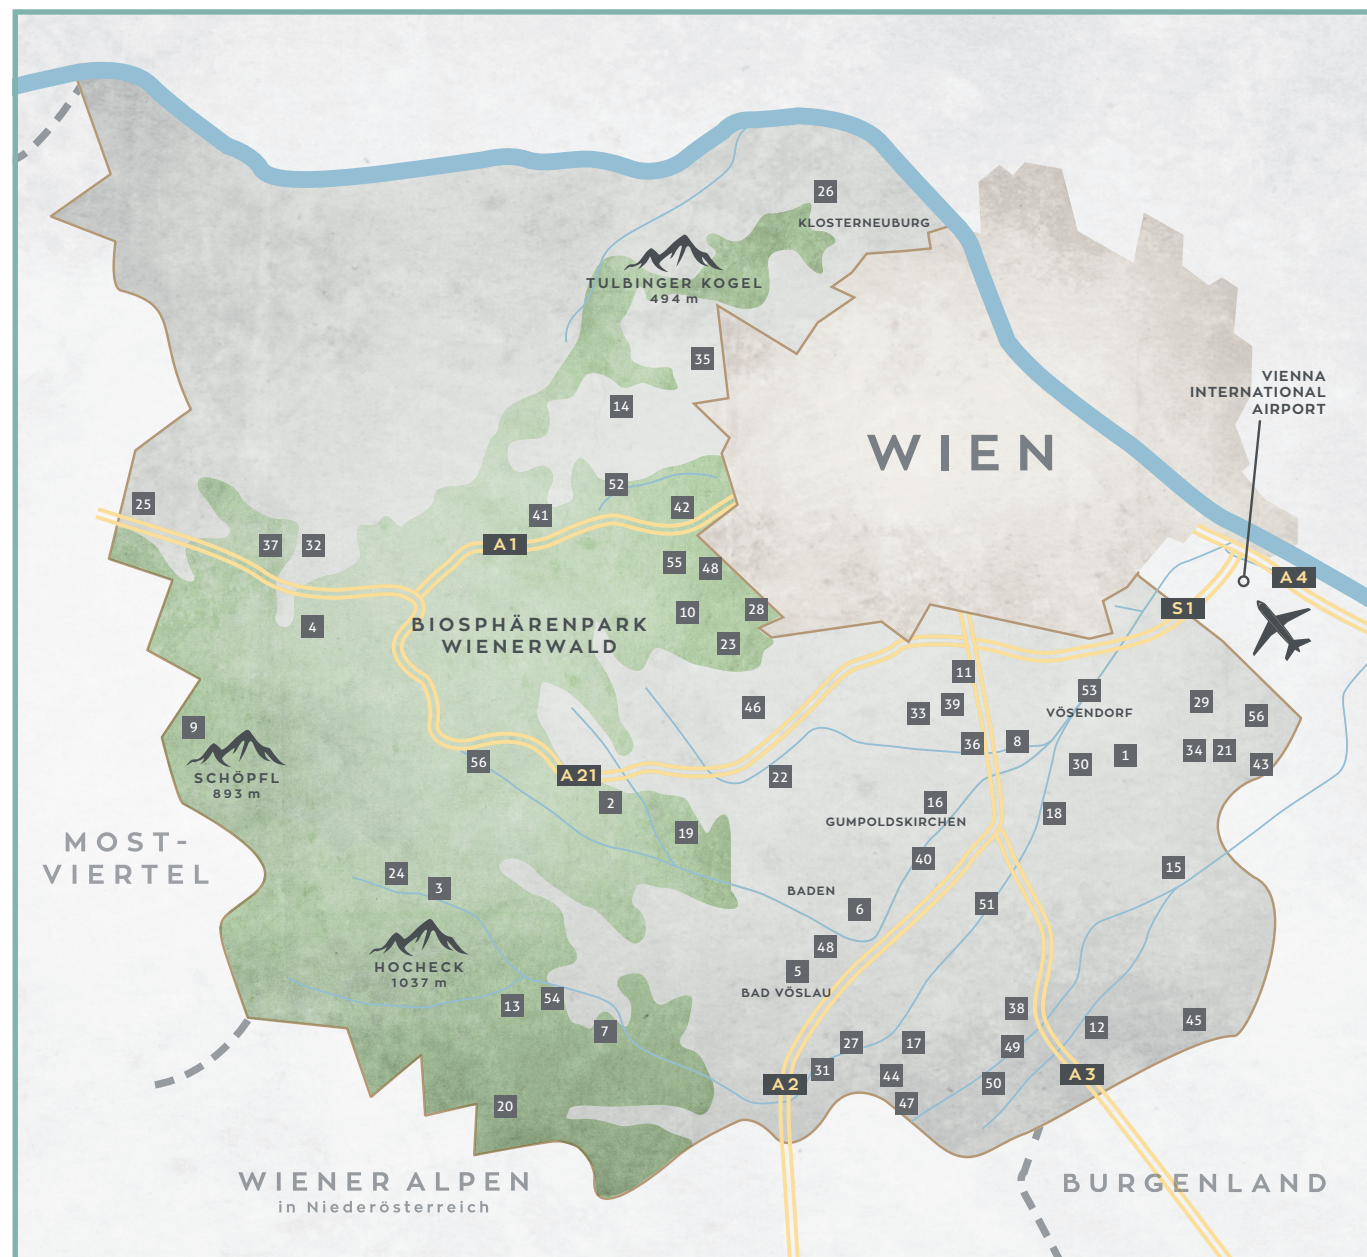 26
KLOSTERNEUBURG
TULBINGER KOGEL
494 m
35
14
VIENNA
INTERNATIONAL
AIRPORT
WIEN
52
25
42
41
37
32
A1
55
48
A4
10
28
S1
4
BIOSPHÄRENPARK
WIENERWALD
23
11
53
9
46
33
39
VÖSENDORF
29
56
36
8
34
21
1
30
43
56
SCHÖPFL
893 m
A21
22
2
16
GUMPOLDSKIRCHEN
18
19
MOST-
VIERTEL
40
15
24
3
BADEN
6
51
48
HOCHECK
1037 m
5
BAD VÖSLAU
13
54
38
7
12
45
27
17
49
31
44
A2
50
A3
20
47
WIENER ALPEN
in Niederösterreich
BURGENLAND